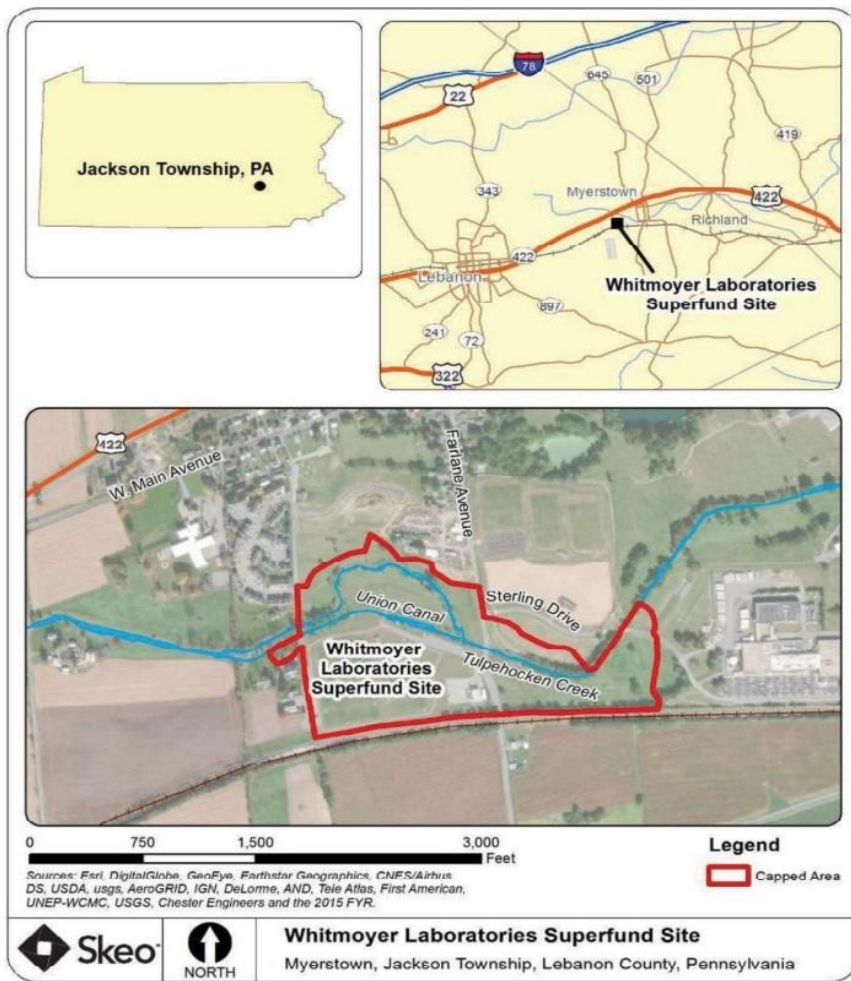 Jackson Township, PA
78
22
645
501
419
343
Myerstown
422
Richland
422
Lebanon
Whitmoyer Laboratories
Superfund Site
897
241
72
322
422
W. Main Avenue
Farlane Avenue
Union Canal
Sterling Drive
Whitmoyer
Laboratories
Superfund Site
Tulpehocken Creek
0 750 1,500 3,000
Feet
Legend
Capped Area
Sources: Esri, DigitalGlobe, GeoEye, Earthstar Geographics, CNES/Airbus
DS, USDA, usgs, AeroGRID, IGN, DeLorme, AND, Tele Atlas, First American,
UNEP-WCMC, USGS, Chester Engineers and the 2015 FYR.
Skeo
NORTH
Whitmoyer Laboratories Superfund Site
Myerstown, Jackson Township, Lebanon County, Pennsylvania